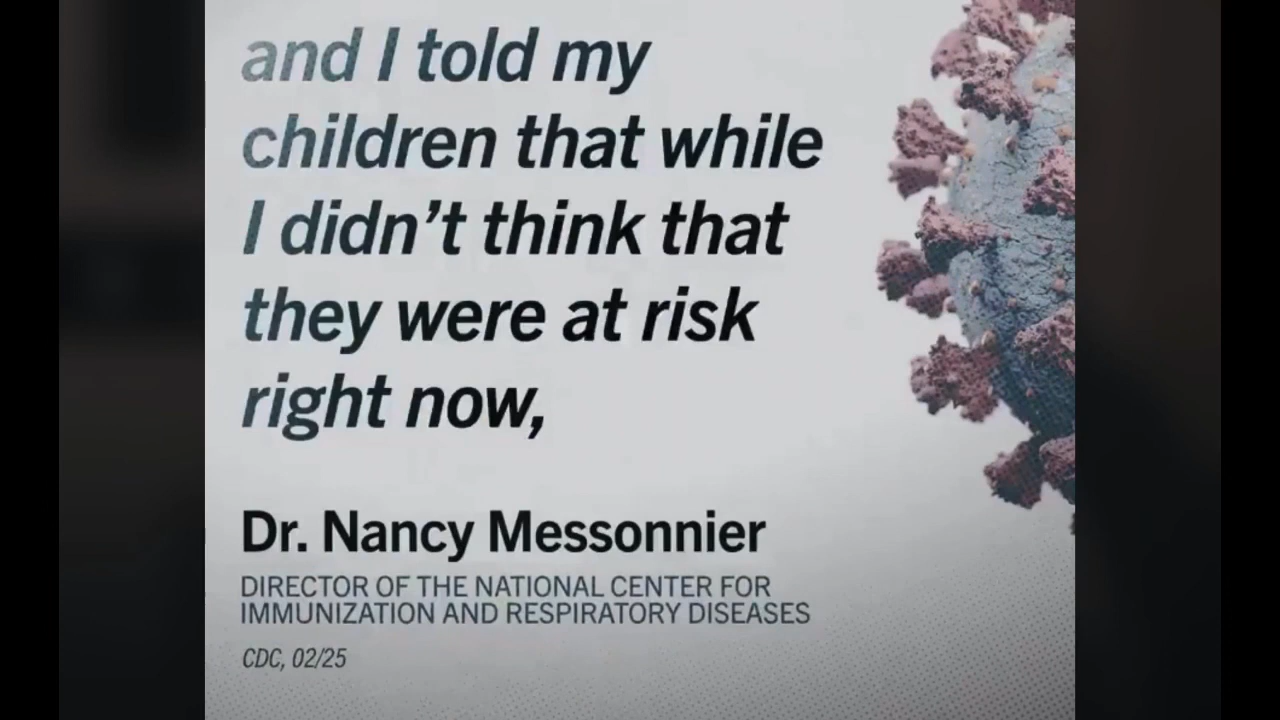 and I told my
children that while
I didn't think that
they were at risk
right now,
Dr. Nancy Messonnier
DIRECTOR OF THE NATIONAL CENTER FOR
IMMUNIZATION AND RESPIRATORY DISEASES
CDC, 02/25